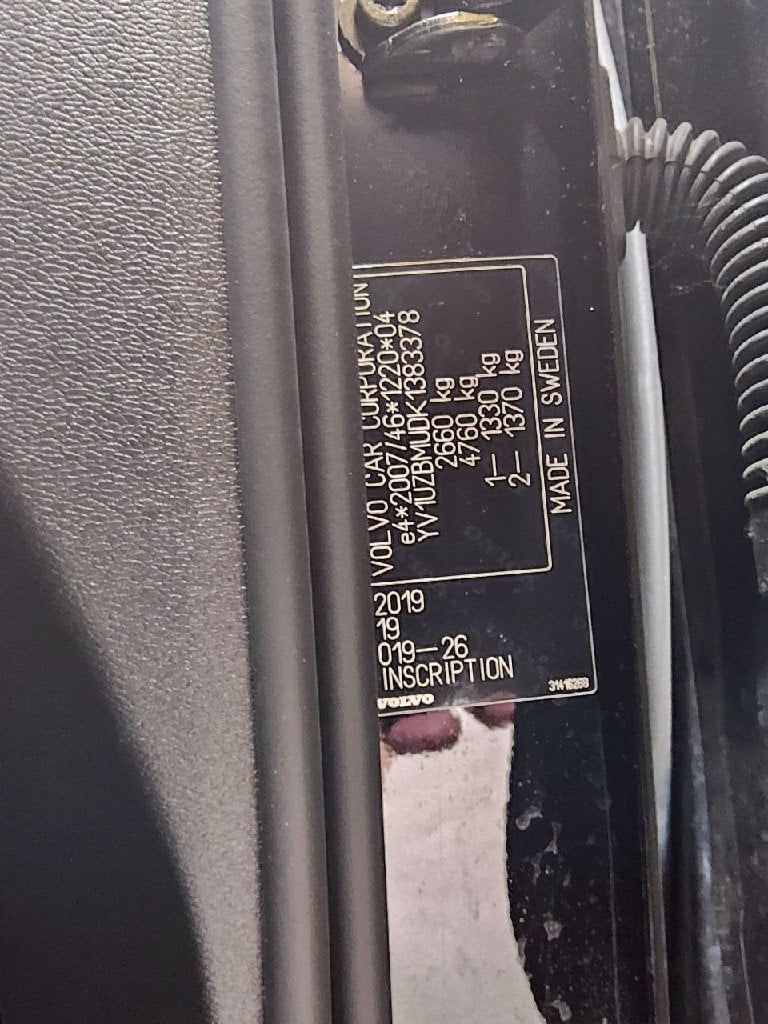 VOLVO CAR CORPORATION
e4*2007/46*1220*04
YV1UZBMUDK1383378
2660 kg
4760 kg
1— 1330 kg
2— 1370 kg
MADE IN SWEDEN
2019
19
019—26
INSCRIPTION
VOLVO
31416268